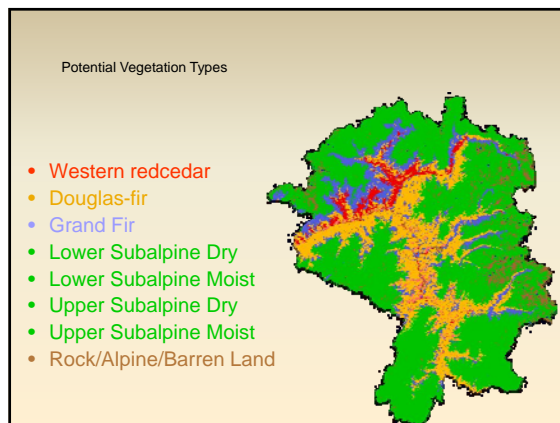 Potential Vegetation Types
• Western redcedar
• Douglas-fir
• Grand Fir
• Lower Subalpine Dry
• Lower Subalpine Moist
• Upper Subalpine Dry
• Upper Subalpine Moist
• Rock/Alpine/Barren Land